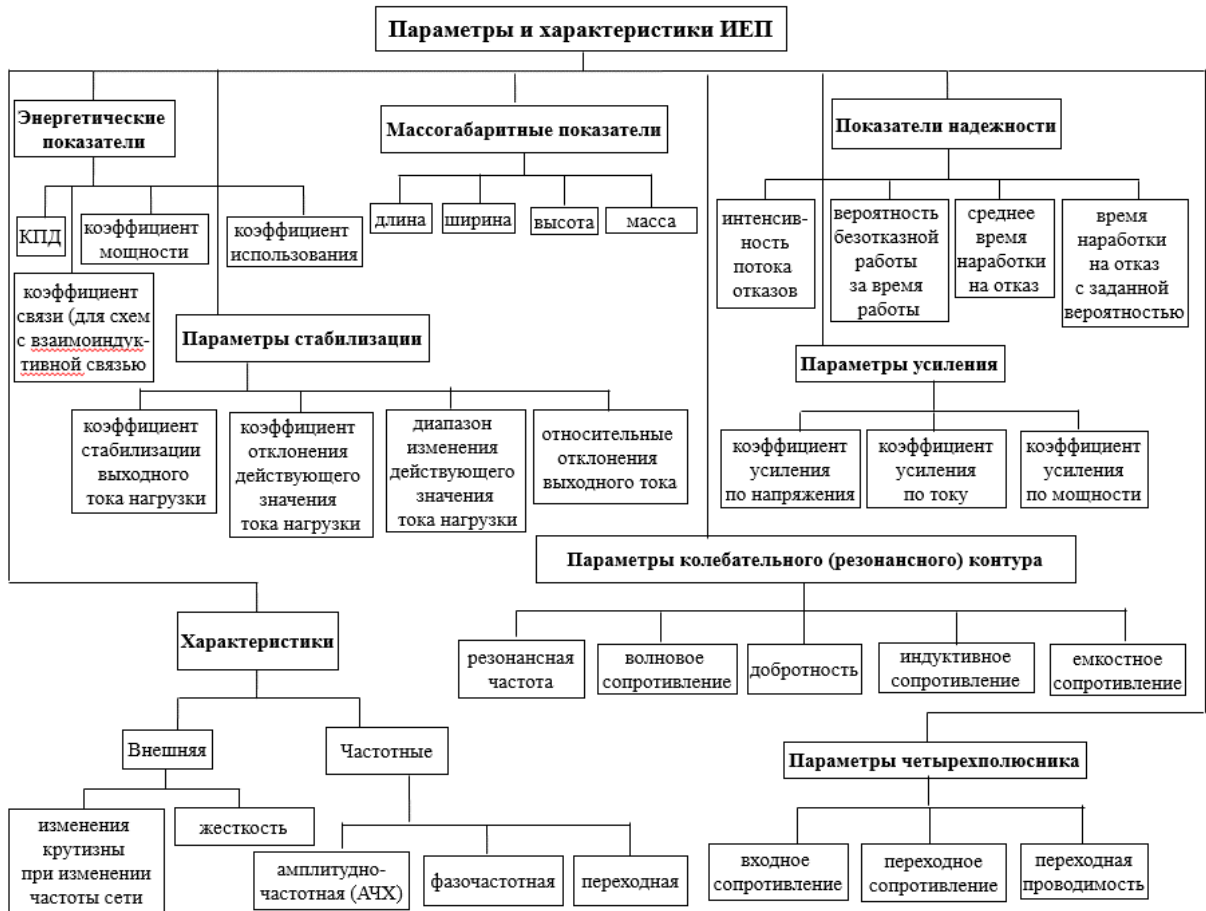 Параметры и характеристики ИЕП
Энергетические
показатели
Массогабаритные показатели
Показатели надежности
КПД
коэффициент
мощности
коэффициент
использования
коэффициент
связи (для схем
с взаимоиндук-
тивной связью
длина
ширина
высота
масса
интенсив-
ность
потока
отказов
вероятность
безотказной
работы
за время
работы
среднее
время
наработки
на отказ
время
наработки
на отказ
с заданной
вероятностью
Параметры стабилизации
коэффициент
стабилизации
выходного
тока нагрузки
коэффициент
отклонения
действующего
значения
тока нагрузки
диапазон
изменения
действующего
значения
тока нагрузки
относительные
отклонения
выходного тока
Параметры усиления
коэффициент
усиления
по напряжения
коэффициент
усиления
по току
коэффициент
усиления
по мощности
Параметры колебательного (резонансного) контура
резонансная
частота
волновое
сопротивление
добротность
индуктивное
сопротивление
емкостное
сопротивление
Характеристики
Внешняя
Частотные
изменения
крутизны
при изменении
частоты сети
жесткость
амплитудно-
частотная (АЧХ)
фазочастотная
переходная
Параметры четырехполюсника
входное
сопротивление
переходное
сопротивление
переходная
проводимость